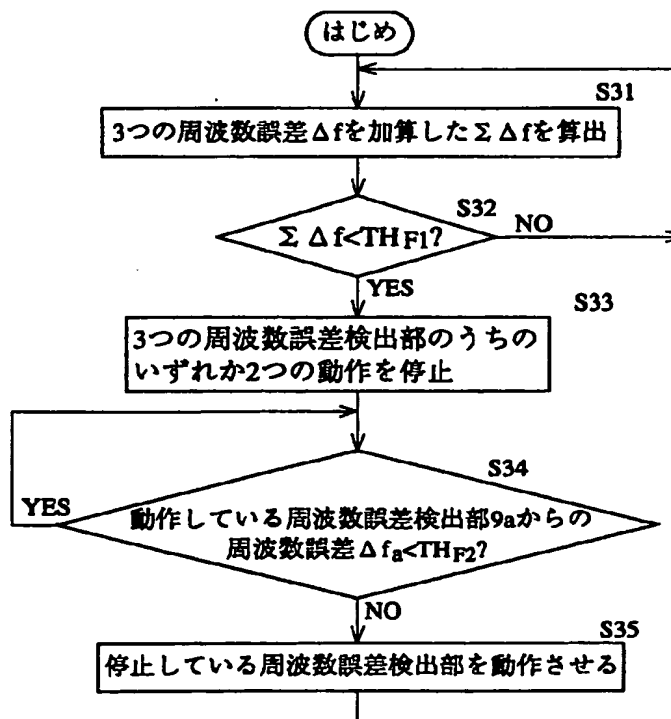 はじめ
S31
3つの周波数誤差Δfを加算したΣΔfを算出
S32
ΣΔf<THF1?
NO
YES
S33
3つの周波数誤差検出部のうちの
いずれか2つの動作を停止
S34
YES
動作している周波数誤差検出部9aからの
周波数誤差Δfa<THF2?
NO
S35
停止している周波数誤差検出部を動作させる